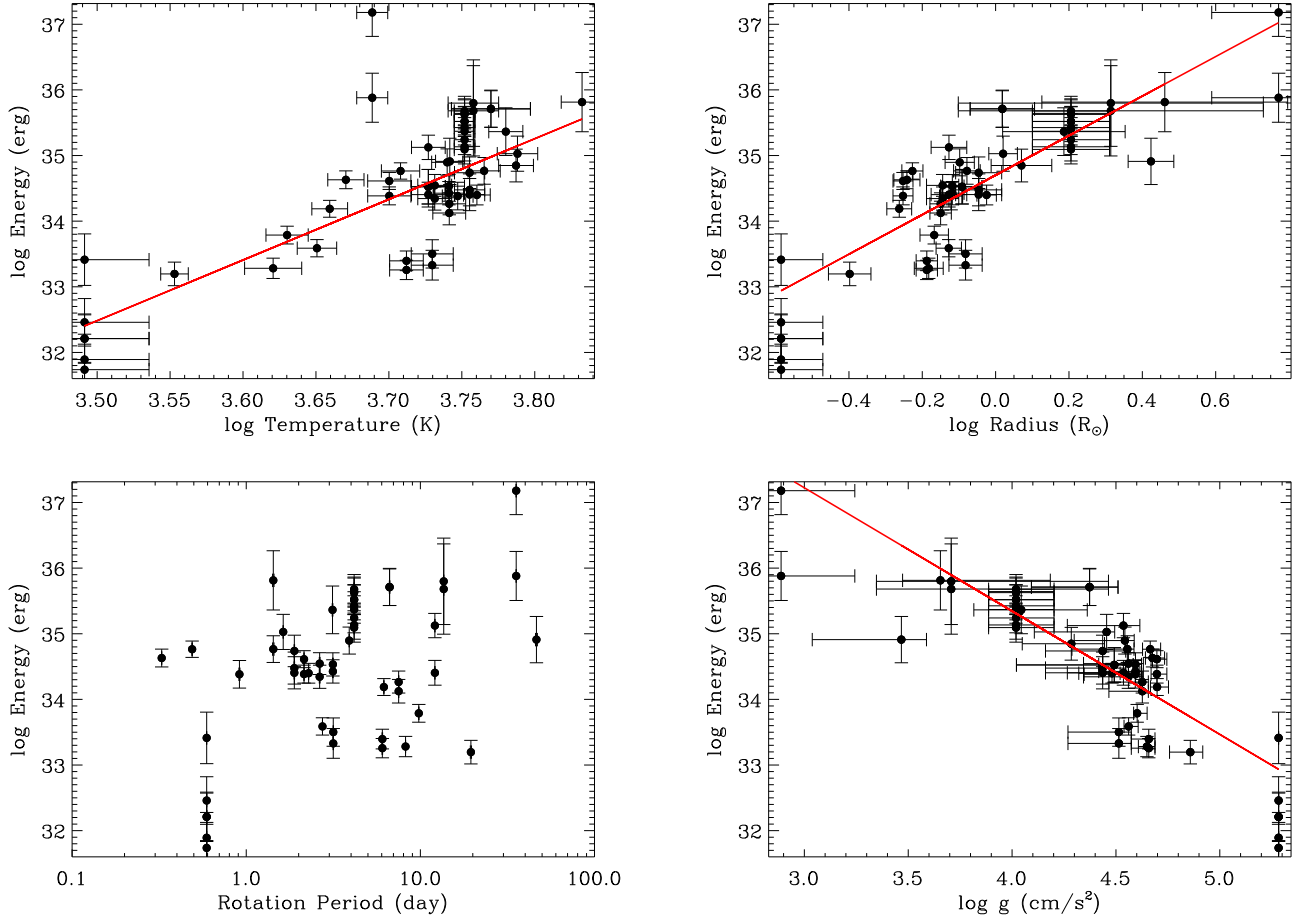 37
36
35
34
33
32
log Energy (erg)
3.50 3.55 3.60 3.65 3.70 3.75 3.80
log Temperature (K)
37
36
35
34
33
32
log Energy (erg)
−0.4 −0.2 0.0 0.2 0.4 0.6
log Radius (R☉)
37
36
35
34
33
32
log Energy (erg)
0.1 1.0 10.0 100.0
Rotation Period (day)
37
36
35
34
33
32
log Energy (erg)
3.0 3.5 4.0 4.5 5.0
log g (cm/s²)